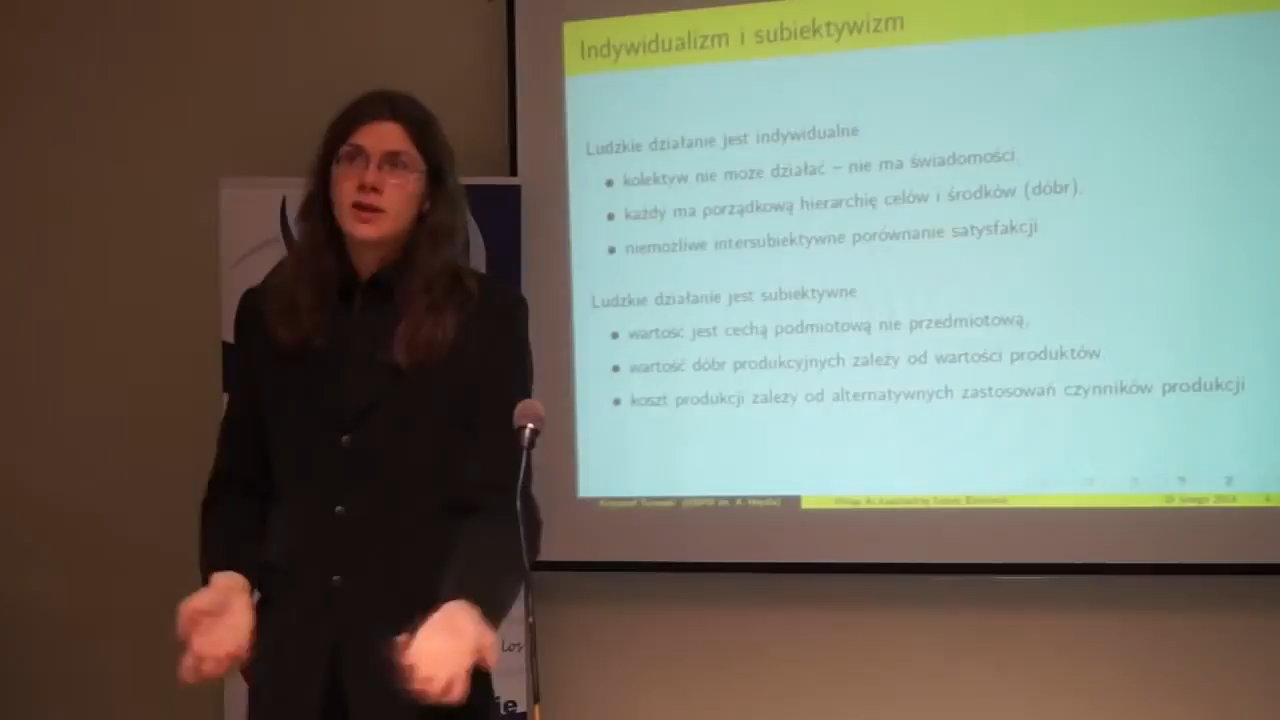 Indywidualizm i subiektywizm
Ludzkie działanie jest indywidualne
kolektyw nie może działać – nie ma świadomości,
każdy ma porządkową hierarchię celów i środków (dóbr),
niemożliwe intersubiektywne porównanie satysfakcji
Ludzkie działanie jest subiektywne
wartość jest cechą podmiotową nie przedmiotową,
wartość dóbr produkcyjnych zależy od wartości produktów
koszt produkcji zależy od alternatywnych zastosowań czynników produkcji
Los
ie